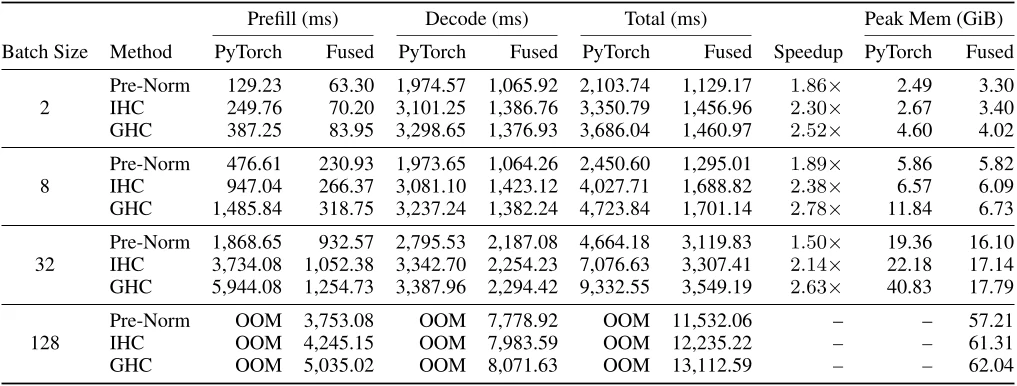 Prefill (ms) Decode (ms) Total (ms) Peak Mem (GiB)
Batch Size Method PyTorch Fused PyTorch Fused PyTorch Fused Speedup PyTorch Fused
Pre-Norm 129.23 63.30 1,974.57 1,065.92 2,103.74 1,129.17 1.86× 2.49 3.30
2 IHC 249.76 70.20 3,101.25 1,386.76 3,350.79 1,456.96 2.30× 2.67 3.40
GHC 387.25 83.95 3,298.65 1,376.93 3,686.04 1,460.97 2.52× 4.60 4.02
Pre-Norm 476.61 230.93 1,973.65 1,064.26 2,450.60 1,295.01 1.89× 5.86 5.82
8 IHC 947.04 266.37 3,081.10 1,423.12 4,027.71 1,688.82 2.38× 6.57 6.09
GHC 1,485.84 318.75 3,237.24 1,382.24 4,723.84 1,701.14 2.78× 11.84 6.73
Pre-Norm 1,868.65 932.57 2,795.53 2,187.08 4,664.18 3,119.83 1.50× 19.36 16.10
32 IHC 3,734.08 1,052.38 3,342.70 2,254.23 7,076.63 3,307.41 2.14× 22.18 17.14
GHC 5,944.08 1,254.73 3,387.96 2,294.42 9,332.55 3,549.19 2.63× 40.83 17.79
Pre-Norm OOM 3,753.08 OOM 7,778.92 OOM 11,532.06 – – 57.21
128 IHC OOM 4,245.15 OOM 7,983.59 OOM 12,235.22 – – 61.31
GHC OOM 5,035.02 OOM 8,071.63 OOM 13,112.59 – – 62.04